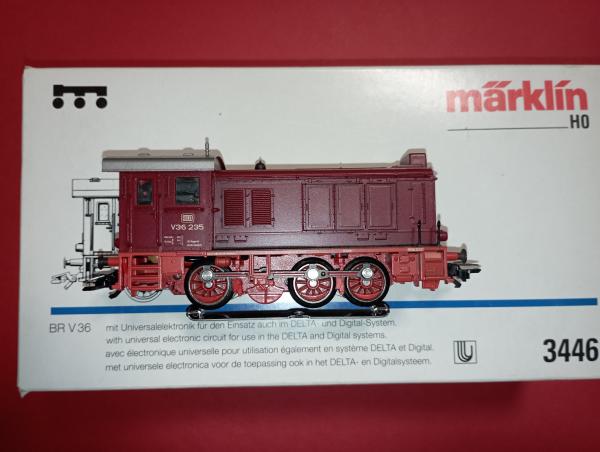 märklin
HO
DB
V36 235
BR V 36
mit Universalelektronik für den Einsatz auch im DELTA- und Digital-System.
with universal electronic circuit for use in the DELTA and Digital systems.
avec électronique universelle pour utilisation également en système DELTA et Digital.
met universele electronica voor de toepassing ook in het DELTA- en Digitalsysteem.
3446